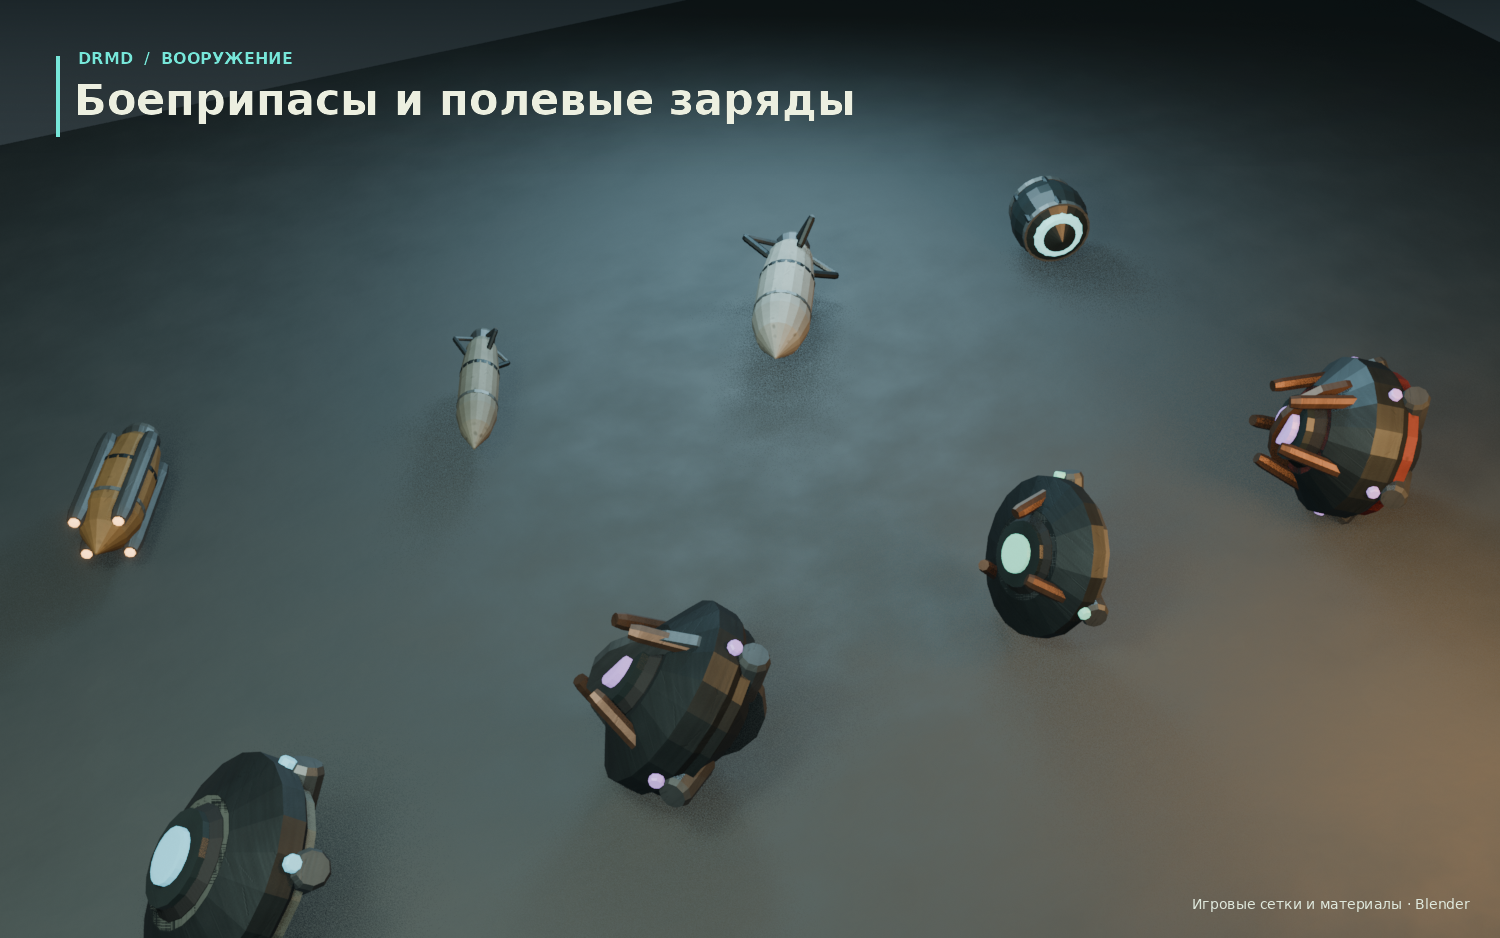 DRMD / ВООРУЖЕНИЕ
Боеприпасы и полевые заряды
Игровые сетки и материалы · Blender